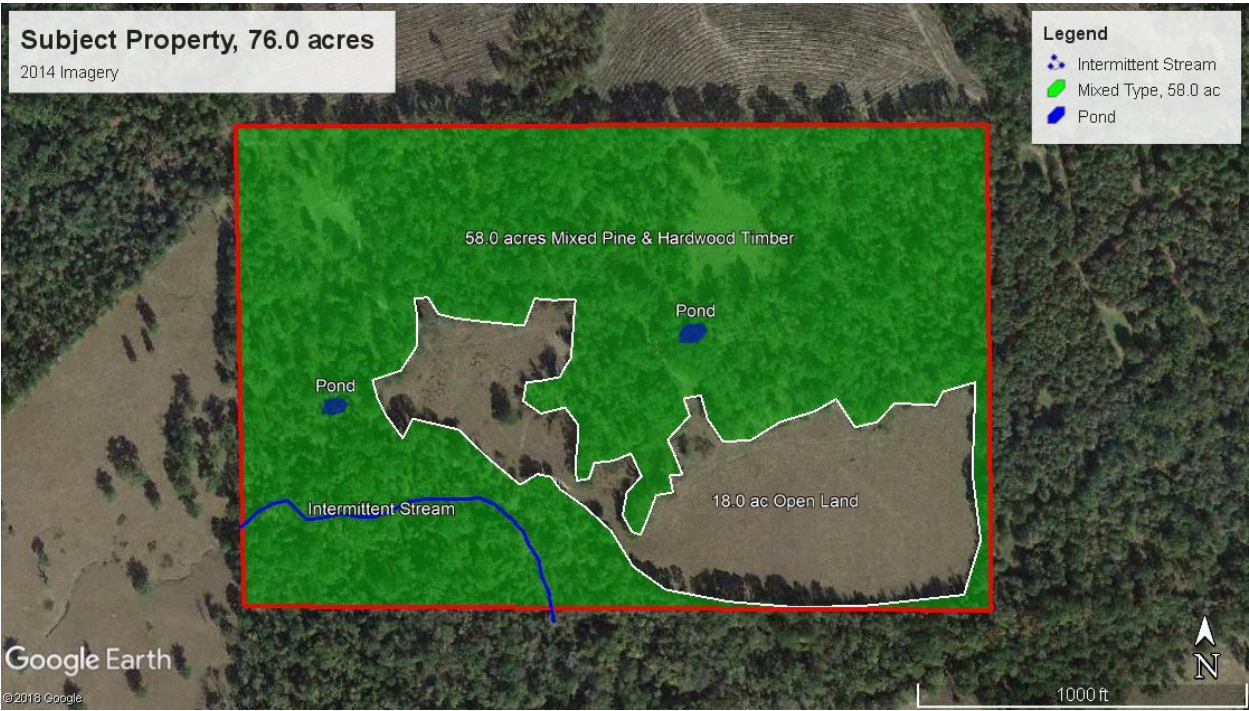 Subject Property, 76.0 acres
2014 Imagery
Legend
Intermittent Stream
Mixed Type, 58.0 ac
Pond
58.0 acres Mixed Pine & Hardwood Timber
Pond
Pond
18.0 ac Open Land
Intermittent Stream
Google Earth
©2018 Google
N
1000 ft